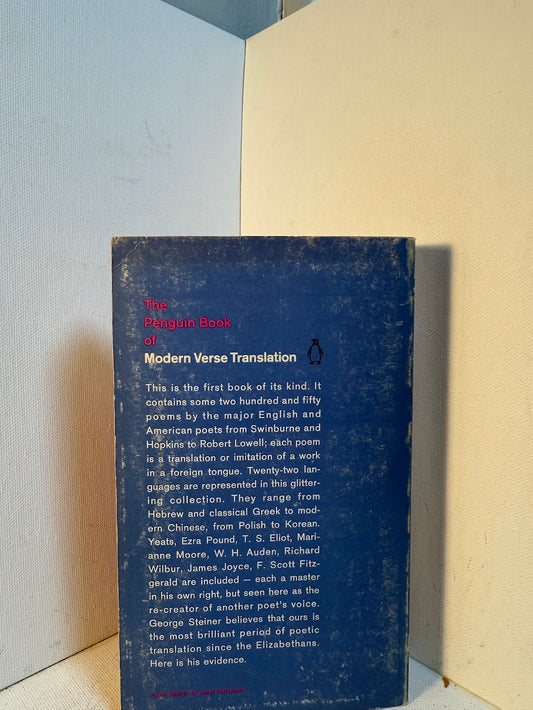 The
Penguin Book
of
Modern Verse Translation
This is the first book of its kind. It
contains some two hundred and fifty
poems by the major English and
American poets from Swinburne and
Hopkins to Robert Lowell; each poem
is a translation or imitation of a work
in a foreign tongue. Twenty-two lan-
guages are represented in this glitter-
ing collection. They range from
Hebrew and classical Greek to mod-
ern Chinese, from Polish to Korean.
Yeats, Ezra Pound, T. S. Eliot, Mari-
anne Moore, W. H. Auden, Richard
Wilbur, James Joyce, F. Scott Fitz-
gerald are included — each a master
in his own right, but seen here as the
re-creator of another poet's voice.
George Steiner believes that ours is
the most brilliant period of poetic
translation since the Elizabethans.
Here is his evidence.
design by